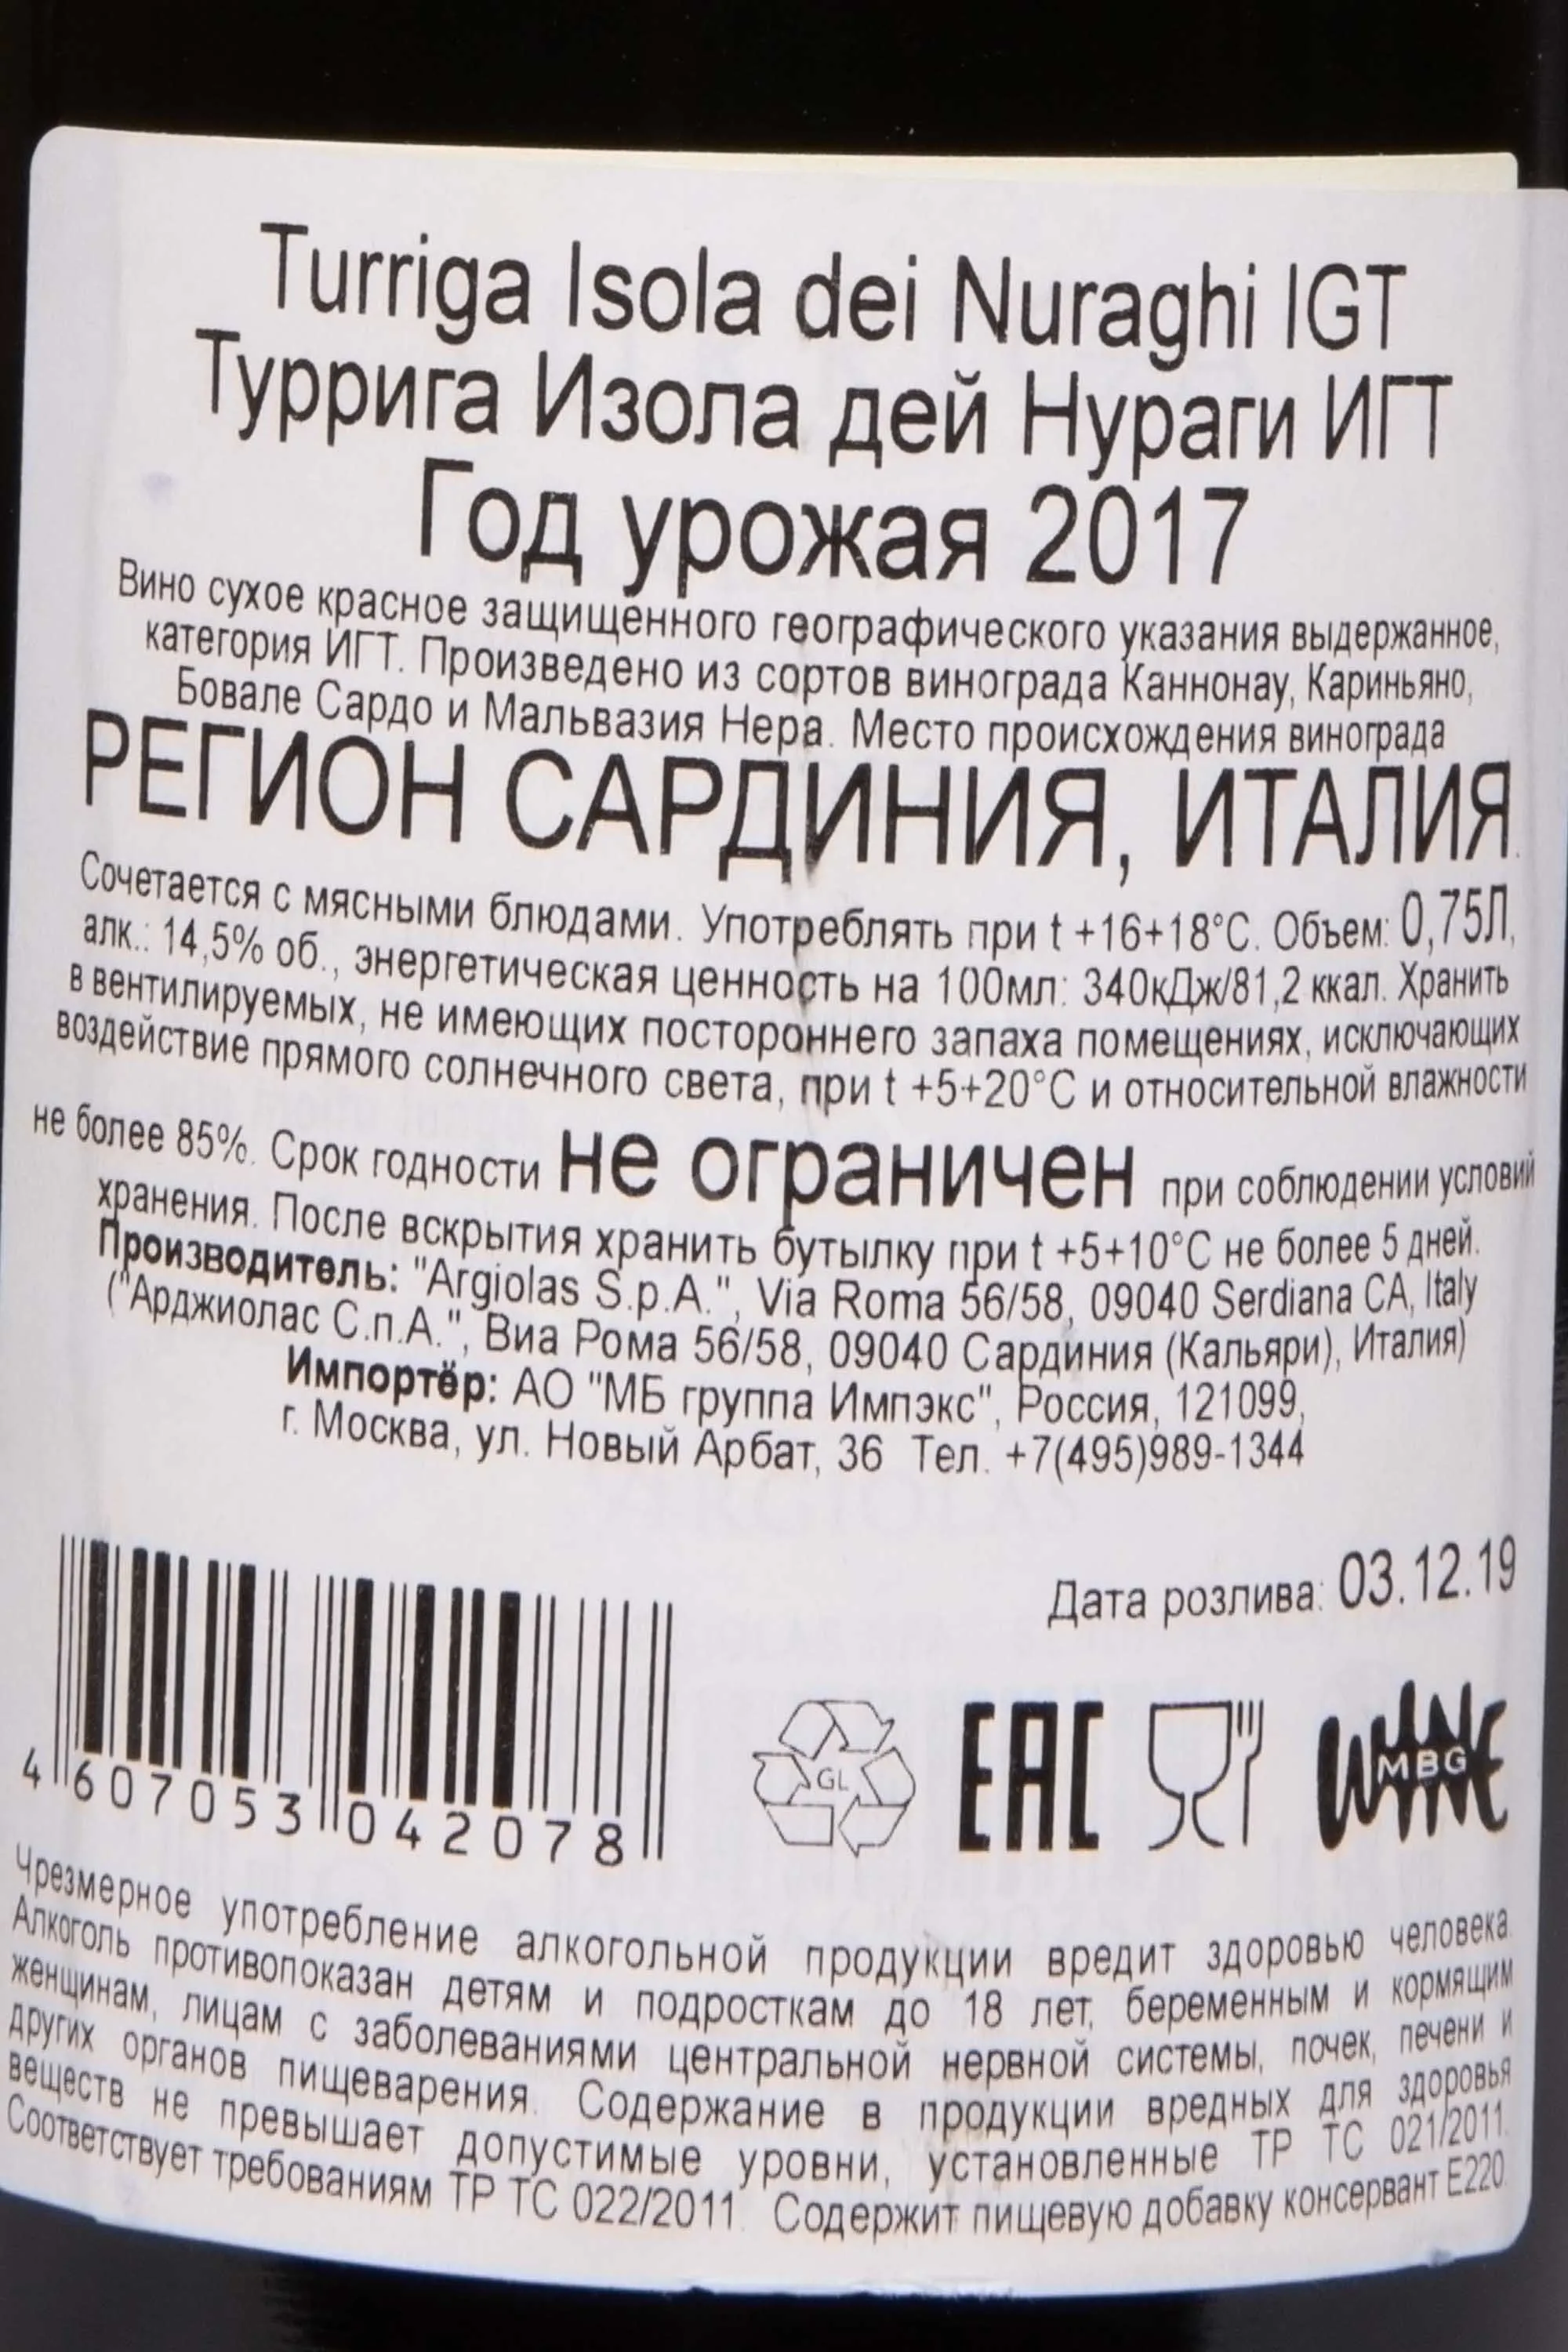 Turriga Isola dei Nuraghi IGT
Туррига Изола дей Нураги ИГТ
Год урожая 2017
Вино сухое красное защищенного географического указания выдержанное,
категория ИГТ. Произведено из сортов винограда Каннонау, Кариньяно,
Бовале Сардо и Мальвазия Нера. Место происхождения винограда
РЕГИОН САРДИНИЯ, ИТАЛИЯ.
Сочетается с мясными блюдами. Употреблять при t +16+18°C. Объем: 0,75Л,
алк.: 14,5% об., энергетическая ценность на 100мл: 340кДж/81,2 ккал. Хранить
в вентилируемых, не имеющих постороннего запаха помещениях, исключающих
воздействие прямого солнечного света, при t +5+20°C и относительной влажности
не более 85%. Срок годности не ограничен при соблюдении условий
хранения. После вскрытия хранить бутылку при t +5+10°C не более 5 дней.
Производитель: "Argiolas S.p.A.", Via Roma 56/58, 09040 Serdiana CA, Italy
("Арджиолас С.п.А.", Виа Рома 56/58, 09040 Сардиния (Кальяри), Италия)
Импортёр: АО "МБ группа Импэкс", Россия, 121099,
г. Москва, ул. Новый Арбат, 36 Тел. +7(495)989-1344
Дата розлива: 03.12.19
4 607053 042078
GL
EAC
WINE
MBG
Чрезмерное употребление алкогольной продукции вредит здоровью человека.
Алкоголь противопоказан детям и подросткам до 18 лет, беременным и кормящим
женщинам, лицам с заболеваниями центральной нервной системы, почек, печени и
других органов пищеварения. Содержание в продукции вредных для здоровья
веществ не превышает допустимые уровни, установленные ТР ТС 021/2011.
Соответствует требованиям ТР ТС 022/2011. Содержит пищевую добавку консервант Е220.